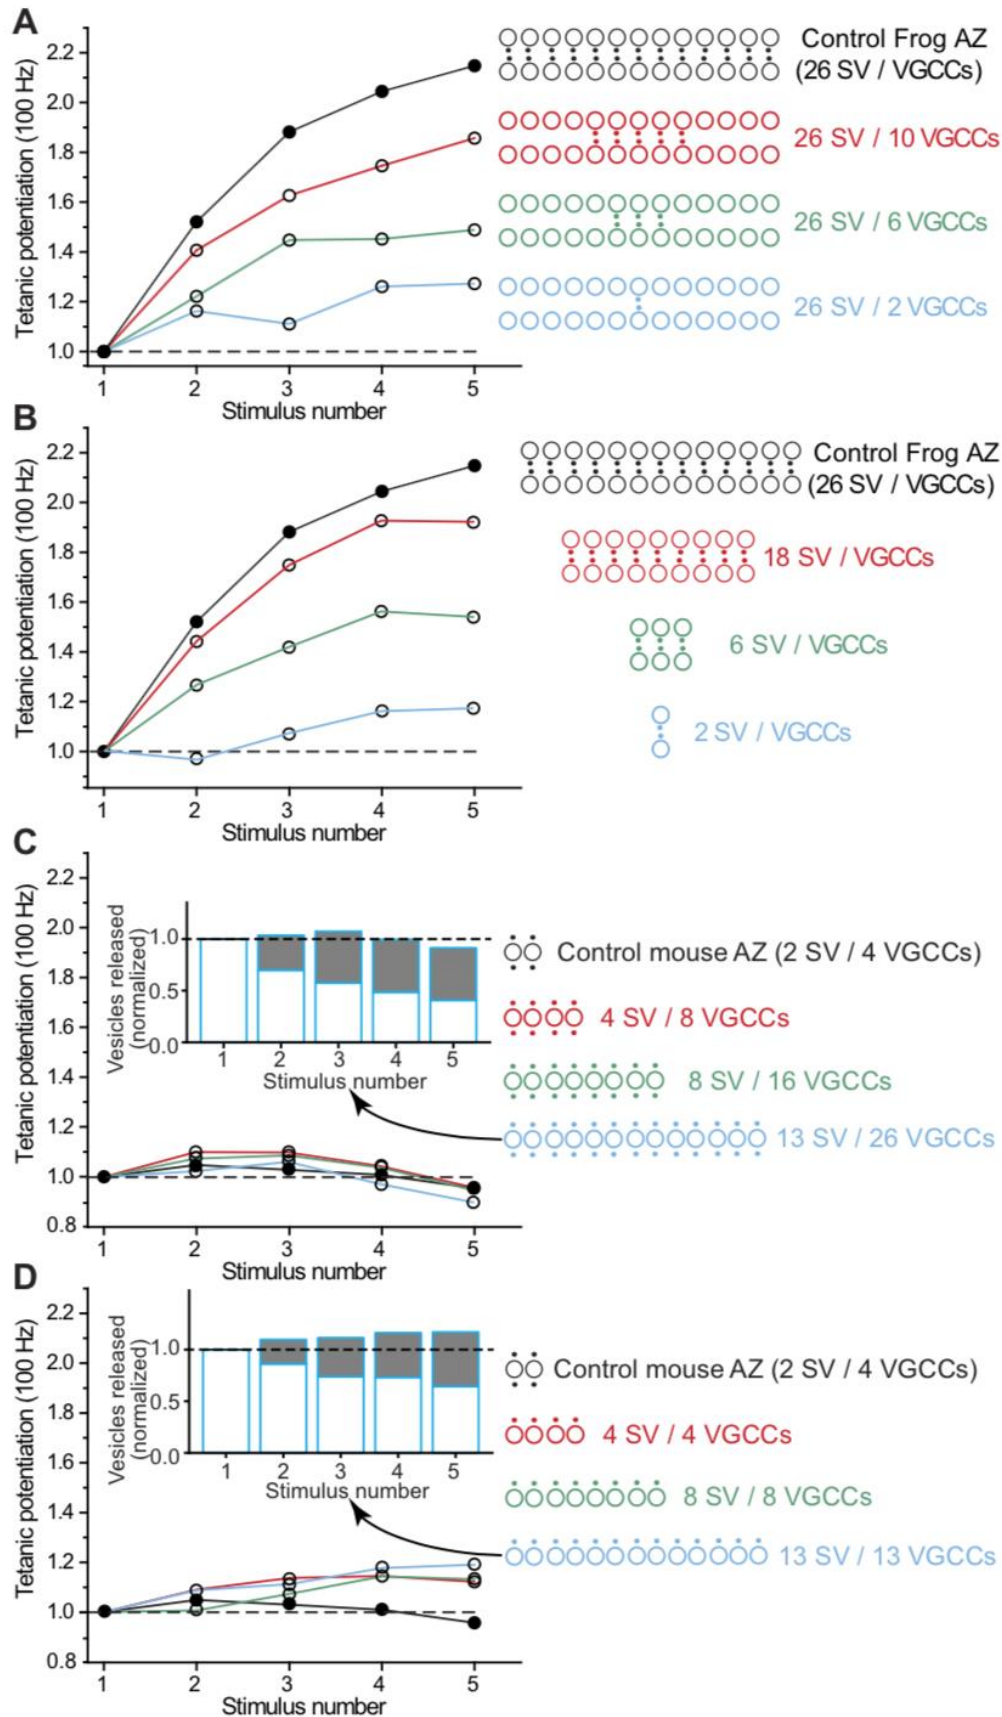 A
Tetanic potentiation (100 Hz)
2.2
2.0
1.8
1.6
1.4
1.2
1.0
1 2 3 4 5
Stimulus number
Control Frog AZ
(26 SV / VGCCs)
26 SV / 10 VGCCs
26 SV / 6 VGCCs
26 SV / 2 VGCCs
B
Tetanic potentiation (100 Hz)
2.2
2.0
1.8
1.6
1.4
1.2
1.0
1 2 3 4 5
Stimulus number
Control Frog AZ
(26 SV / VGCCs)
18 SV / VGCCs
6 SV / VGCCs
2 SV / VGCCs
C
Tetanic potentiation (100 Hz)
2.2
2.0
1.8
1.6
1.4
1.2
1.0
0.8
1 2 3 4 5
Stimulus number
Vesicles released
(normalized)
1.0
0.5
0.0
1 2 3 4 5
Stimulus number
Control mouse AZ (2 SV / 4 VGCCs)
4 SV / 8 VGCCs
8 SV / 16 VGCCs
13 SV / 26 VGCCs
D
Tetanic potentiation (100 Hz)
2.2
2.0
1.8
1.6
1.4
1.2
1.0
0.8
1 2 3 4 5
Stimulus number
Vesicles released
(normalized)
1.0
0.5
0.0
1 2 3 4 5
Stimulus number
Control mouse AZ (2 SV / 4 VGCCs)
4 SV / 4 VGCCs
8 SV / 8 VGCCs
13 SV / 13 VGCCs